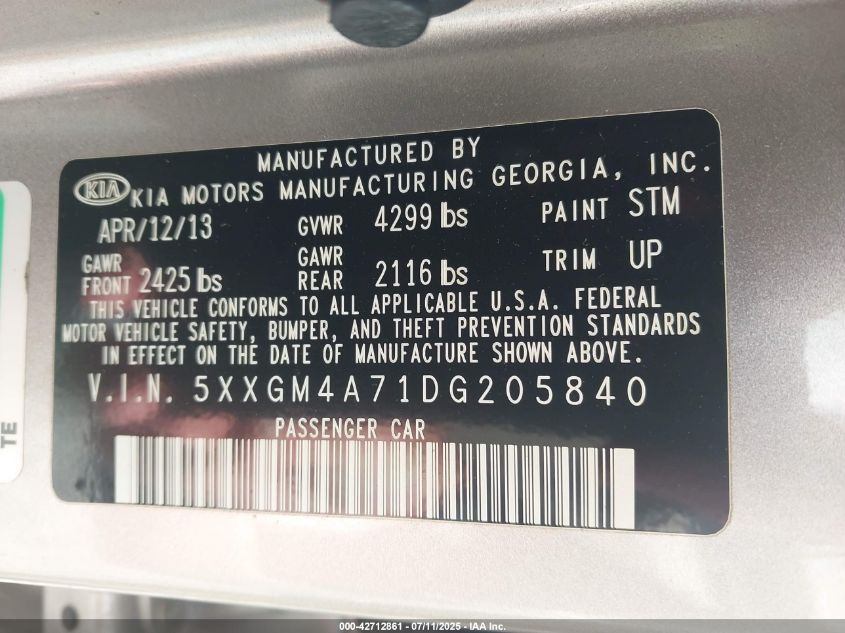 MANUFACTURED BY
KIA KIA MOTORS MANUFACTURING GEORGIA, INC.
APR/12/13 GVWR 4299 lbs PAINT STM
GAWR FRONT 2425 lbs GAWR REAR 2116 lbs TRIM UP
THIS VEHICLE CONFORMS TO ALL APPLICABLE U.S.A. FEDERAL
MOTOR VEHICLE SAFETY, BUMPER, AND THEFT PREVENTION STANDARDS
IN EFFECT ON THE DATE OF MANUFACTURE SHOWN ABOVE.
V.I.N. 5XXGM4A71DG205840
PASSENGER CAR
TE
000-42712861 - 07/11/2025 - IAA Inc.